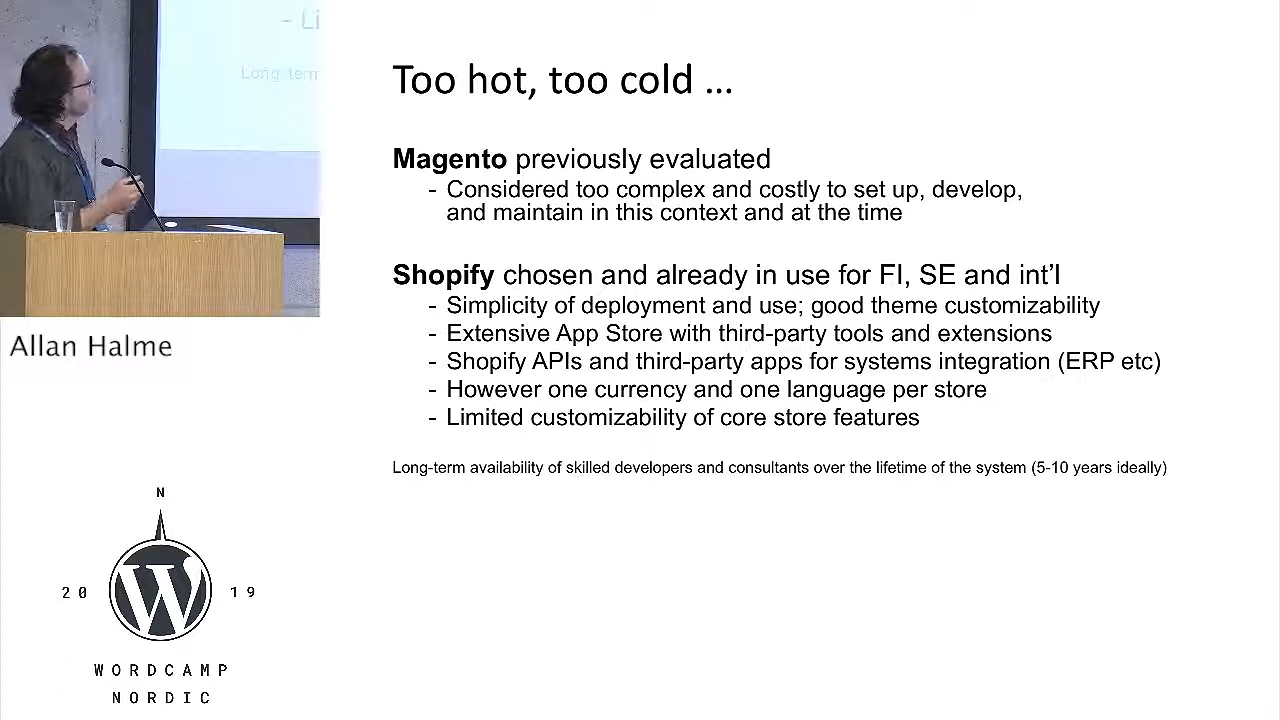 - Li
Long-term
Too hot, too cold ...
Magento previously evaluated
- Considered too complex and costly to set up, develop,
and maintain in this context and at the time
Shopify chosen and already in use for FI, SE and int'l
- Simplicity of deployment and use; good theme customizability
- Extensive App Store with third-party tools and extensions
- Shopify APIs and third-party apps for systems integration (ERP etc)
- However one currency and one language per store
- Limited customizability of core store features
Long-term availability of skilled developers and consultants over the lifetime of the system (5-10 years ideally)
Allan Halme
N
20 19
WORDCAMP
NORDIC